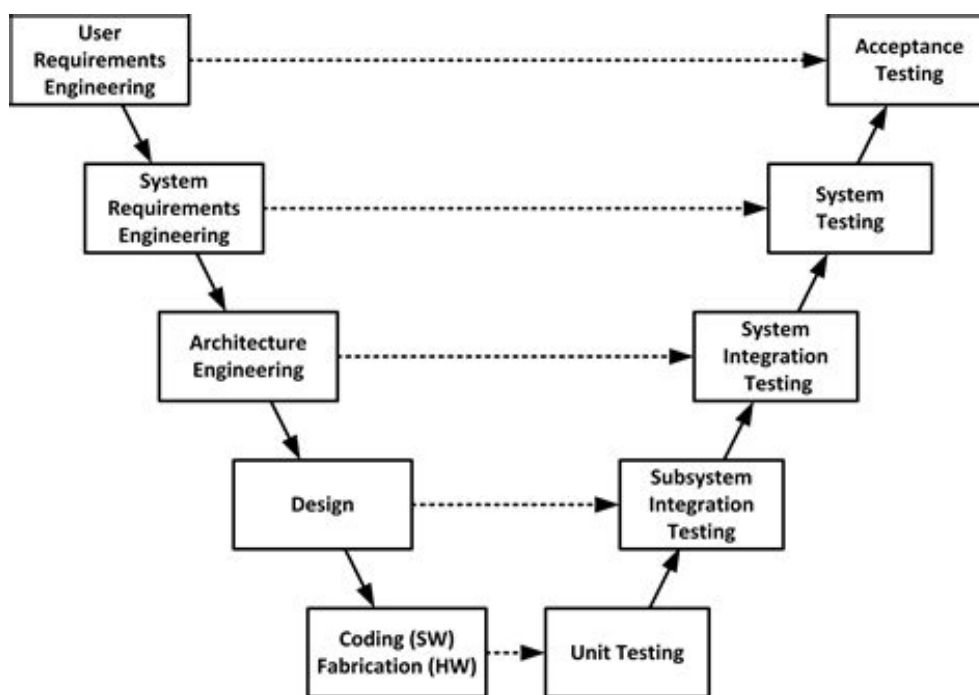 User
Requirements
Engineering
Acceptance
Testing
System
Requirements
Engineering
System
Testing
Architecture
Engineering
System
Integration
Testing
Design
Subsystem
Integration
Testing
Coding (SW)
Fabrication (HW)
Unit Testing